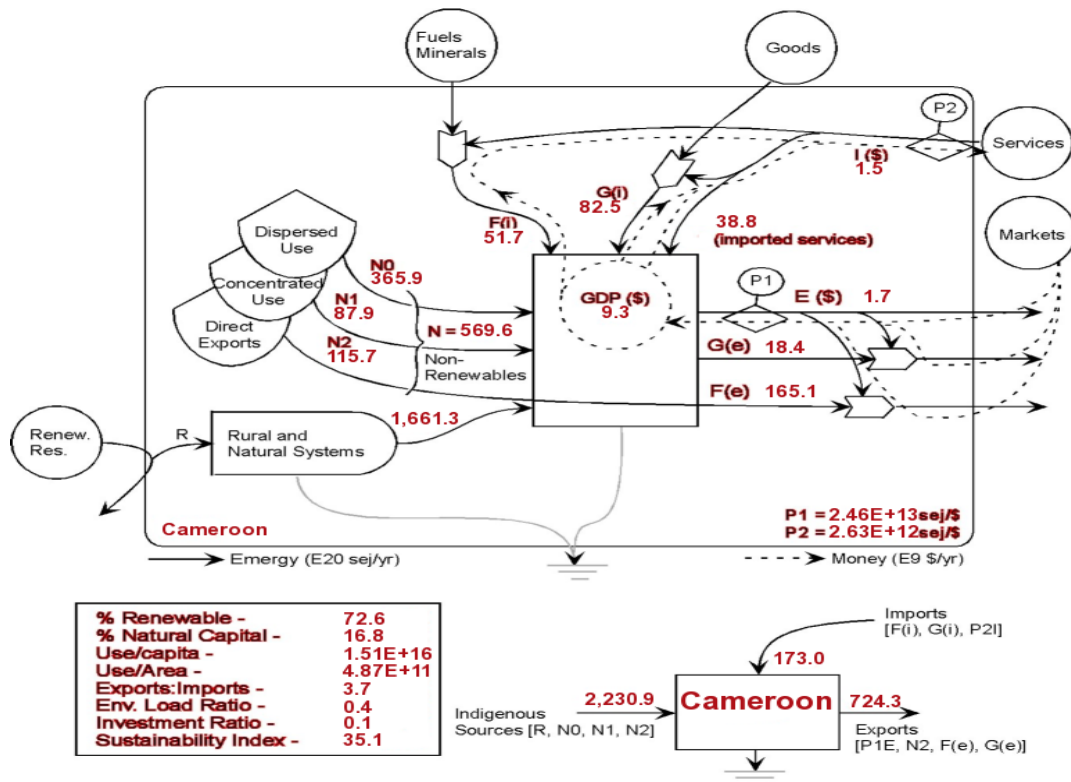 Fuels
Minerals
Goods
P2
Services
I ($)
1.5
G(i)
82.5
F(i)
51.7
38.8
(imported services)
Markets
Dispersed
Use
N0
365.9
Concentrated
Use
N1
87.9
Direct
Exports
N2
115.7
N = 569.6
Non-
Renewables
GDP ($)
9.3
P1
E ($) 1.7
G(e) 18.4
F(e) 165.1
1,661.3
Renew.
Res.
R
Rural and
Natural Systems
Cameroon
P1 = 2.46E+13sej/$
P2 = 2.63E+12sej/$
Emergy (E20 sej/yr)
Money (E9 $/yr)
% Renewable - 72.6
% Natural Capital - 16.8
Use/capita - 1.51E+16
Use/Area - 4.87E+11
Exports:Imports - 3.7
Env. Load Ratio - 0.4
Investment Ratio - 0.1
Sustainability Index - 35.1
Imports
[F(i), G(i), P2I]
173.0
2,230.9
Cameroon
724.3
Indigenous
Sources [R, N0, N1, N2]
Exports
[P1E, N2, F(e), G(e)]